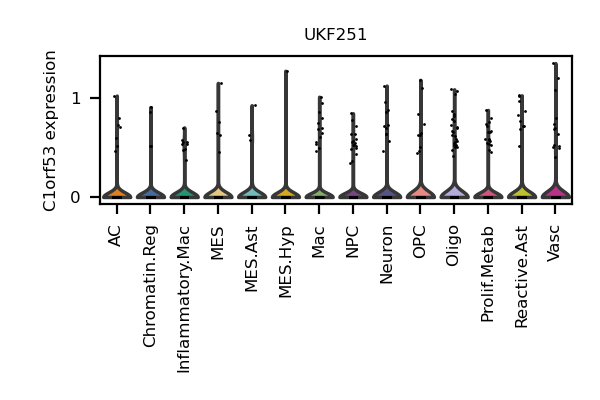 UKF251
C1orf53 expression
1
0
AC
Chromatin.Reg
Inflammatory.Mac
MES
MES.Ast
MES.Hyp
Mac
NPC
Neuron
OPC
Oligo
Prolif.Metab
Reactive.Ast
Vasc